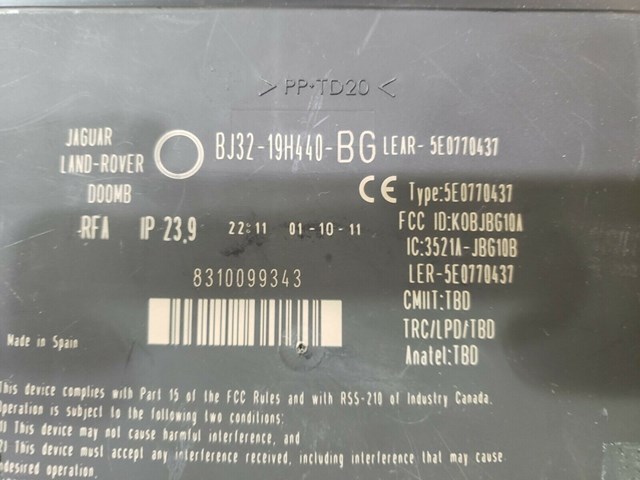 >PP-TD20<
JAGUAR
LAND-ROVER
DOOMB
BJ32-19H440-BG LEAR- 5E0770437
CE Type:5E0770437
RFA IP 23.9 22:11 01-10-11
FCC ID:KOBJBG10A
IC:3521A-JBG10B
8310099343
LER-5E0770437
CMIIT:TBD
TRC/LPD/TBD
Anatel:TBD
Made in Spain
This device complies with Part 15 of the FCC Rules and with RSS-210 of Industry Canada.
Operation is subject to the following two conditions:
1) This device may not cause harmful interference, and
2) This device must accept any interference received, including interference that may cause
undesired operation.